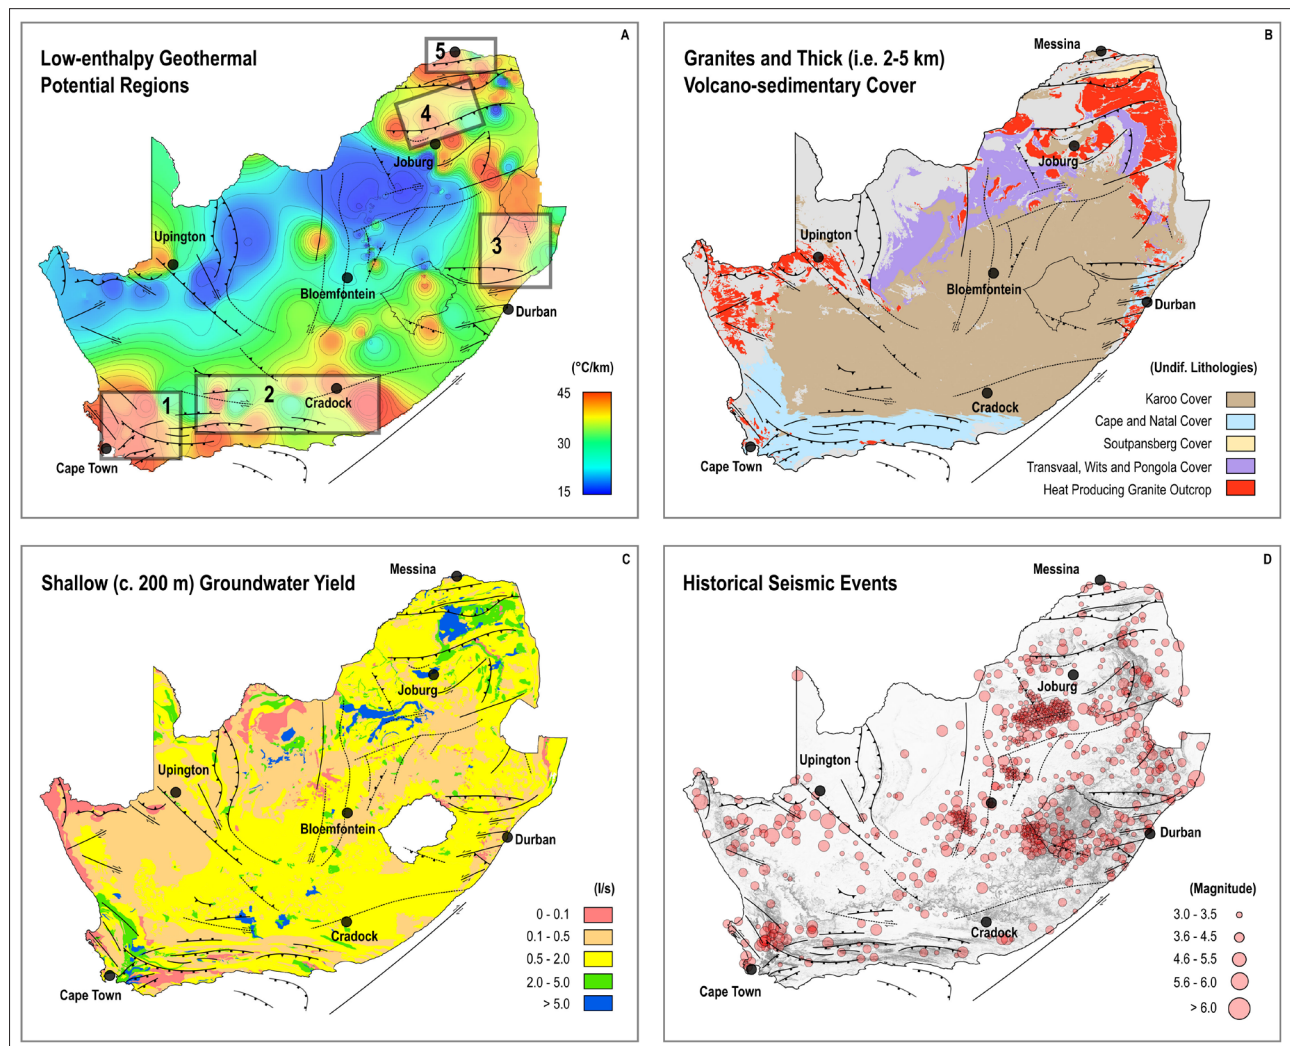 A
Low-enthalpy Geothermal
Potential Regions
5
4
Joburg
3
Upington
Bloemfontein
Durban
2
1
Cradock
Cape Town
(°C/km)
45
30
15
B
Granites and Thick (i.e. 2-5 km)
Volcano-sedimentary Cover
Messina
Joburg
Upington
Bloemfontein
Durban
Cradock
Cape Town
(Undif. Lithologies)
Karoo Cover
Cape and Natal Cover
Soutpansberg Cover
Transvaal, Wits and Pongola Cover
Heat Producing Granite Outcrop
C
Shallow (c. 200 m) Groundwater Yield
Messina
Joburg
Upington
Bloemfontein
Durban
Cradock
Cape Town
(l/s)
0 - 0.1
0.1 - 0.5
0.5 - 2.0
2.0 - 5.0
> 5.0
D
Historical Seismic Events
Messina
Joburg
Upington
Bloemfontein
Durban
Cradock
Cape Town
(Magnitude)
3.0 - 3.5
3.6 - 4.5
4.6 - 5.5
5.6 - 6.0
> 6.0